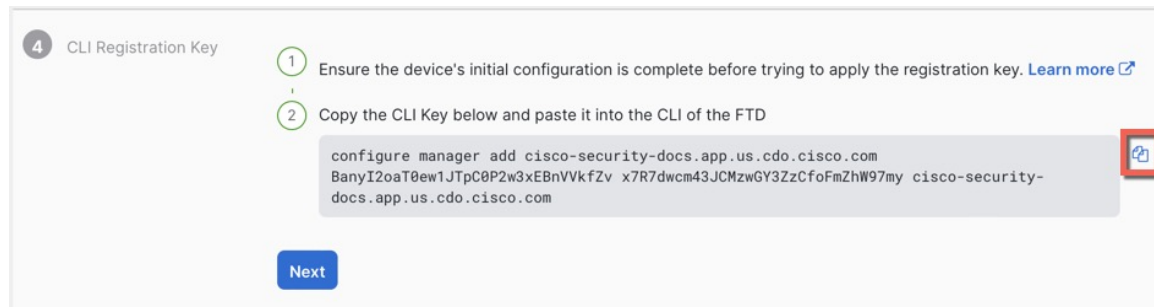 4 CLI Registration Key
1 Ensure the device's initial configuration is complete before trying to apply the registration key. Learn more
2 Copy the CLI Key below and paste it into the CLI of the FTD
configure manager add cisco-security-docs.app.us.cdo.cisco.com
BanyI2oaT0ew1JTpC0P2w3xEBnVVkfZv x7R7dwcm43JCMzwGY3ZzCfoFmZhW97my cisco-security-
docs.app.us.cdo.cisco.com
Next